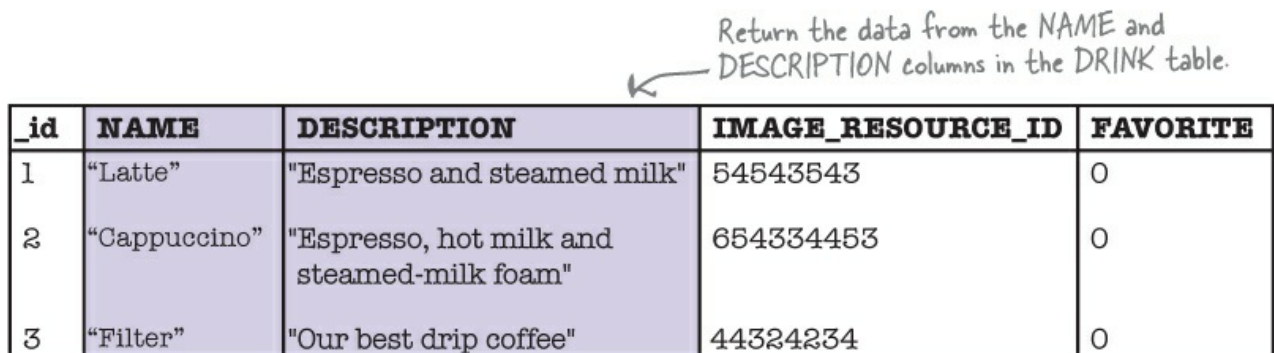 Return the data from the NAME and
DESCRIPTION columns in the DRINK table.
_id NAME DESCRIPTION IMAGE_RESOURCE_ID FAVORITE
1 “Latte” "Espresso and steamed milk" 54543543 0
2 “Cappuccino” "Espresso, hot milk and 654334453 0
steamed-milk foam"
3 “Filter” "Our best drip coffee" 44324234 0